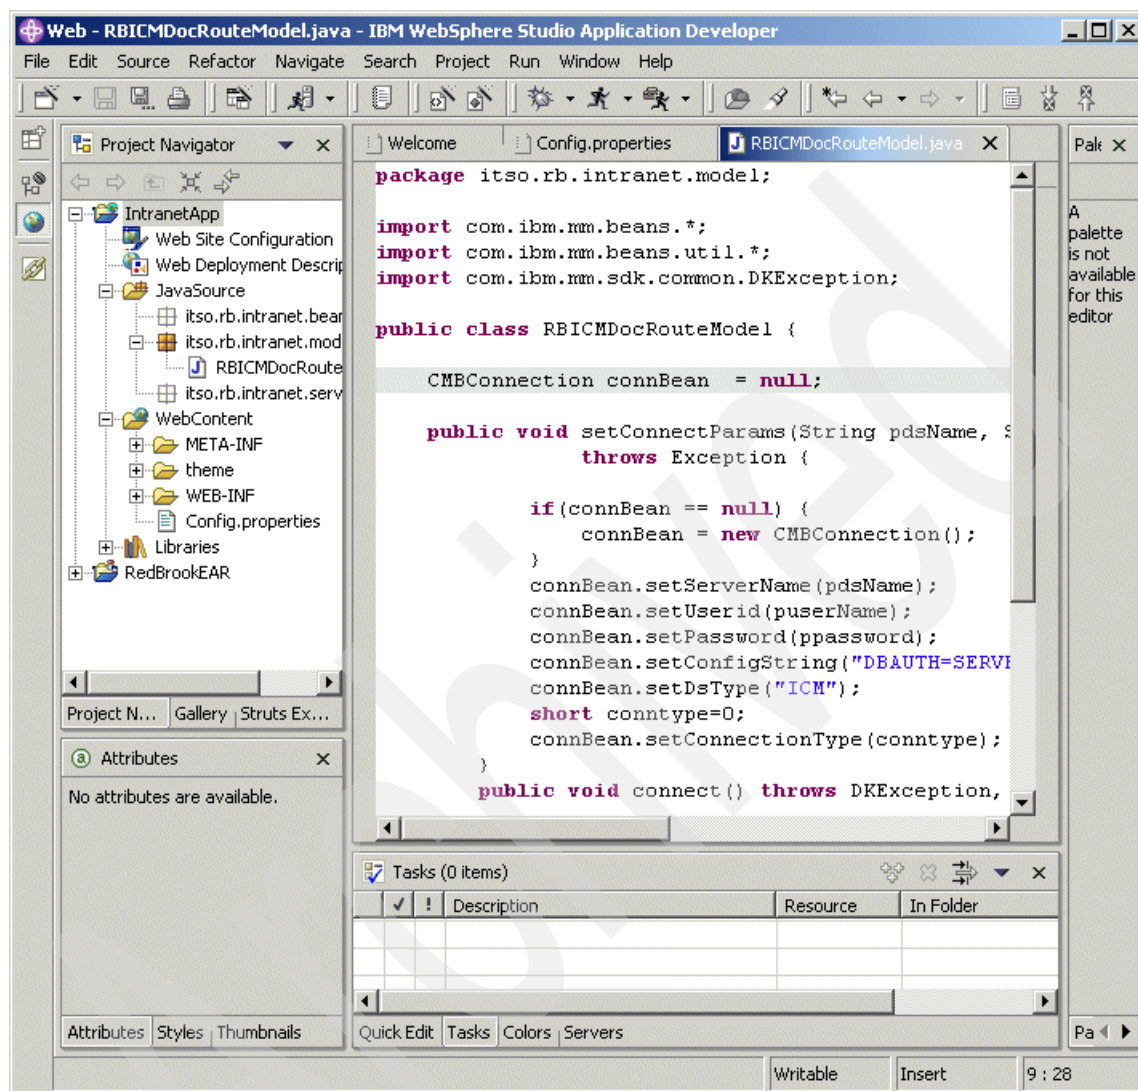 Web - RBICMDocRouteModel.java - IBM WebSphere Studio Application Developer
File Edit Source Refactor Navigate Search Project Run Window Help
Project Navigator
IntranetApp
Web Site Configuration
Web Deployment Descrip
JavaSource
itso.rb.intranet.bear
itso.rb.intranet.mod
RBICMDocRoute
itso.rb.intranet.serv
WebContent
META-INF
theme
WEB-INF
Config.properties
Libraries
RedBrookEAR
Project N... Gallery Struts Ex...
Attributes
No attributes are available.
Attributes Styles Thumbnails
Welcome Config.properties RBICMDocRouteModel.java
package itso.rb.intranet.model;
import com.ibm.mm.beans.*;
import com.ibm.mm.beans.util.*;
import com.ibm.mm.sdk.common.DKException;
public class RBICMDocRouteModel {
CMBConnection connBean = null;
public void setConnectParams(String pdsName, S
throws Exception {
if(connBean == null) {
connBean = new CMBConnection();
}
connBean.setServerName(pdsName);
connBean.setUserid(puserName);
connBean.setPassword(ppassword);
connBean.setConfigString("DBAUTH=SERVE
connBean.setDsType("ICM");
short conntype=0;
connBean.setConnectionType(conntype);
}
public void connect() throws DKException,
Tasks (0 items)
! Description Resource In Folder
Quick Edit Tasks Colors Servers
Pale
A
palette
is not
available
for this
editor
Pa
Writable Insert 9 : 28
Archived